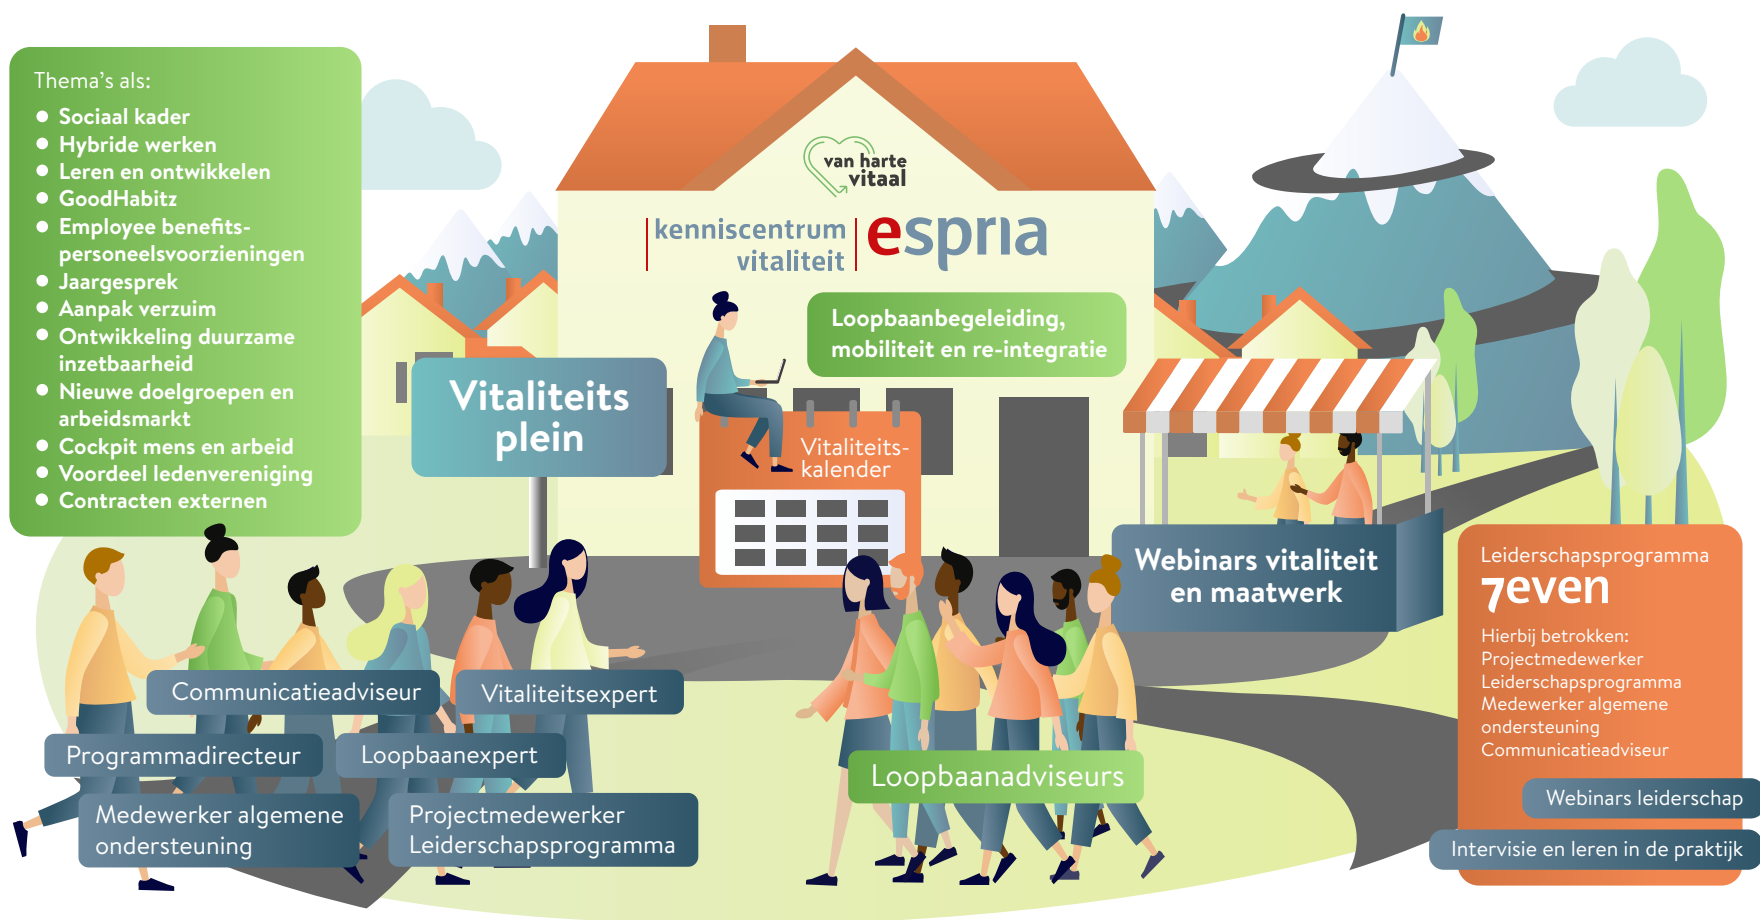 Thema's als:
Sociaal kader
Hybride werken
Leren en ontwikkelen
GoodHabitz
Employee benefits-
personeelsvoorzieningen
Jaargesprek
Aanpak verzuim
Ontwikkeling duurzame
inzetbaarheid
Nieuwe doelgroepen en
arbeidsmarkt
Cockpit mens en arbeid
Voordeel ledenvereniging
Contracten externen
van harte
vitaal
kenniscentrum
vitaliteit
espria
Loopbaanbegeleiding,
mobiliteit en re-integratie
Vitaliteits
plein
Vitaliteits-
kalender
Webinars vitaliteit
en maatwerk
Leiderschapsprogramma
7even
Hierbij betrokken:
Projectmedewerker
Leiderschapsprogramma
Medewerker algemene
ondersteuning
Communicatieadviseur
Webinars leiderschap
Intervisie en leren in de praktijk
Communicatieadviseur
Vitaliteitsexpert
Programmadirecteur
Loopbaanexpert
Medewerker algemene
ondersteuning
Projectmedewerker
Leiderschapsprogramma
Loopbaanadviseurs